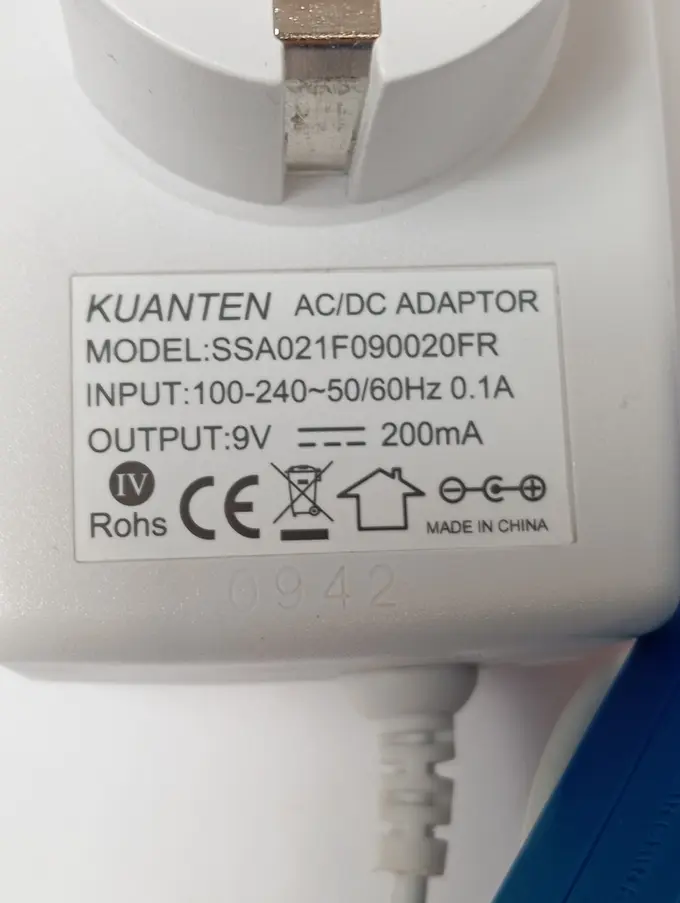 KUANTEN AC/DC ADAPTOR
MODEL:SSA021F090020FR
INPUT:100-240~50/60Hz 0.1A
OUTPUT:9V 200mA
IV
Rohs CE MADE IN CHINA
0942